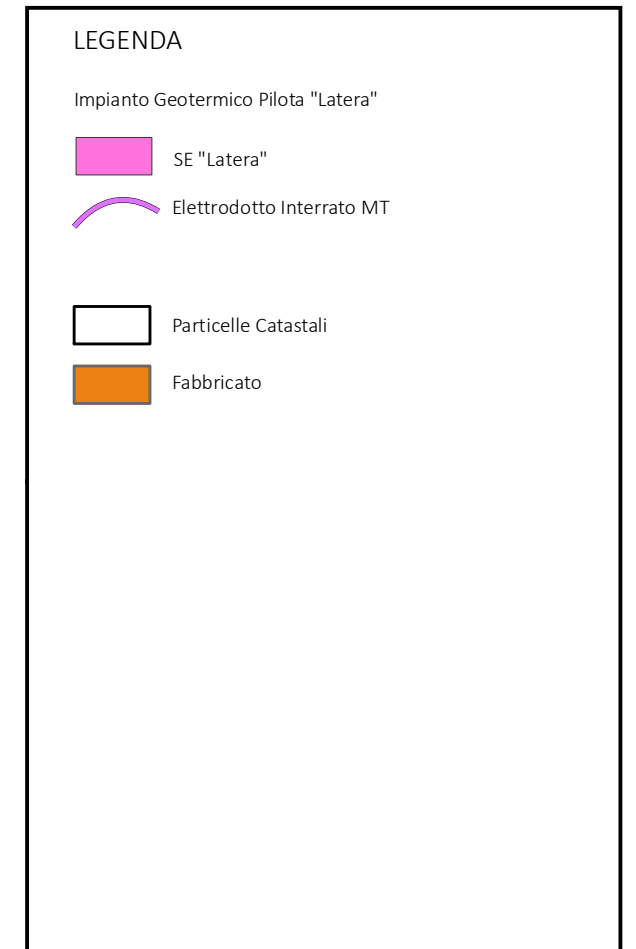 LEGENDA
Impianto Geotermico Pilota "Latera"
SE "Latera"
Elettrodotto Interrato MT
Particelle Catastali
Fabbricato